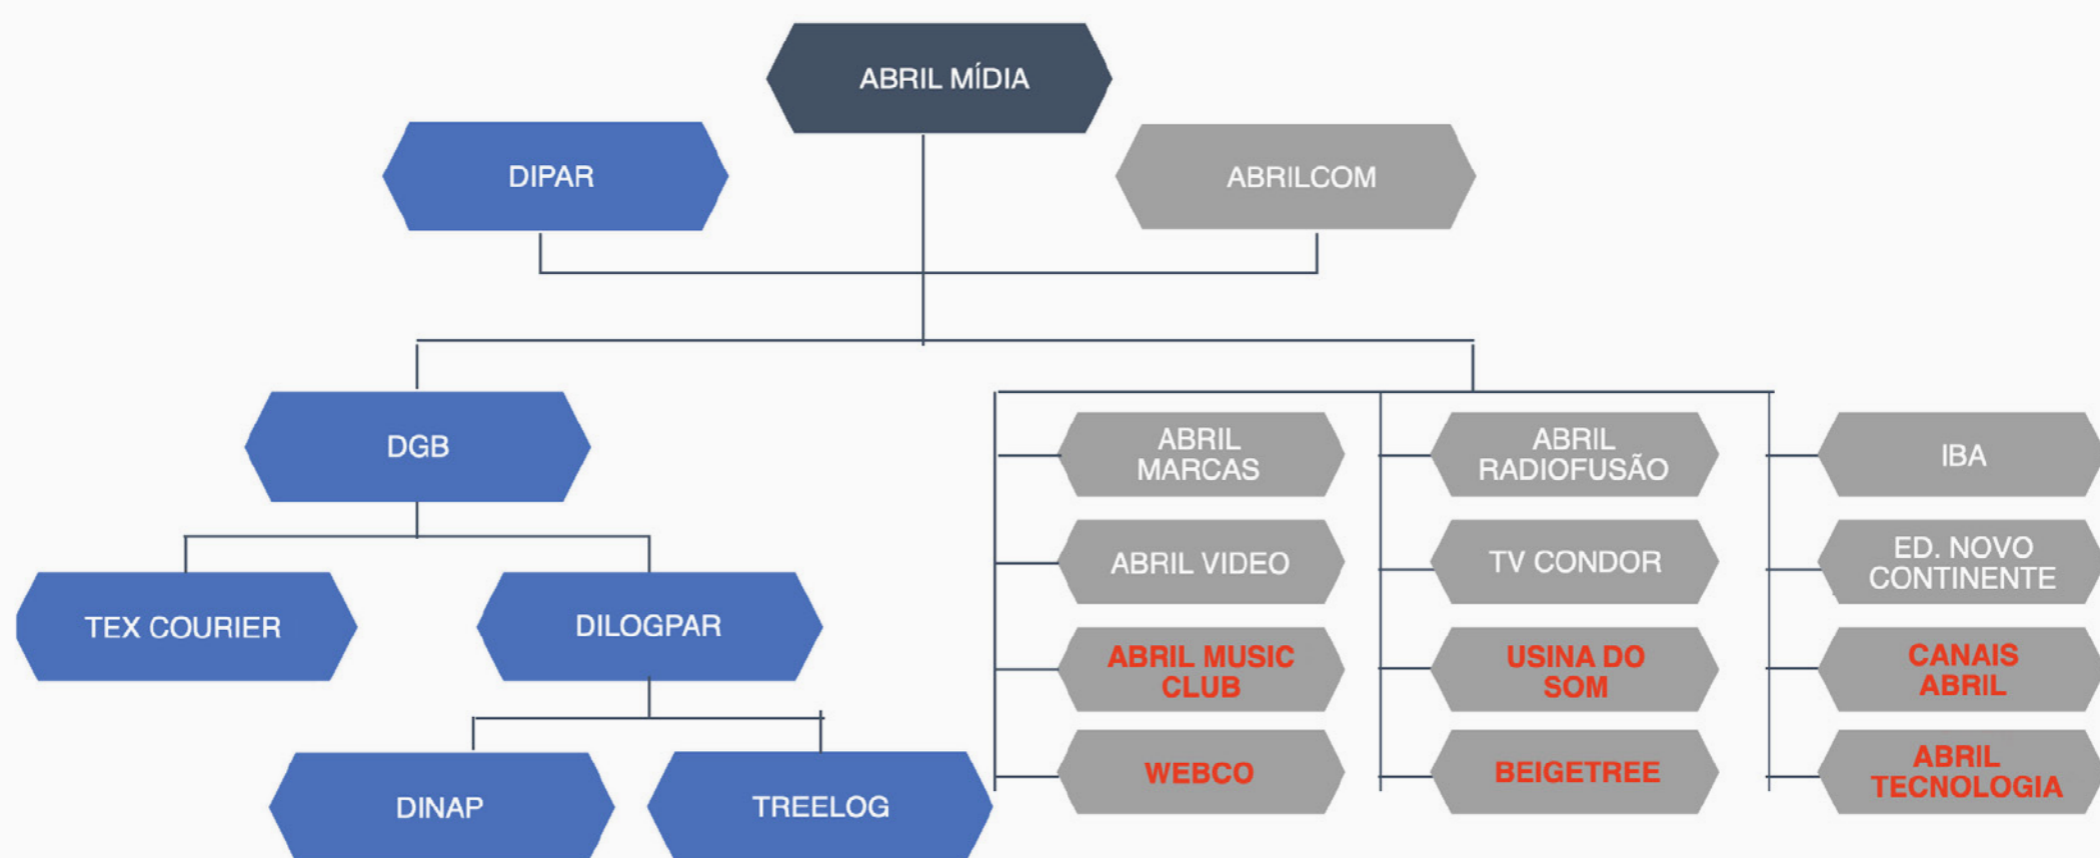 ABRIL MÍDIA
DIPAR
ABRILCOM
DGB
TEX COURIER
DILOGPAR
DINAP
TREELOG
ABRIL
MARCAS
ABRIL VIDEO
ABRIL MUSIC
CLUB
WEBCO
ABRIL
RADIOFUSÃO
TV CONDOR
USINA DO
SOM
BEIGETREE
IBA
ED. NOVO
CONTINENTE
CANAIS
ABRIL
ABRIL
TECNOLOGIA